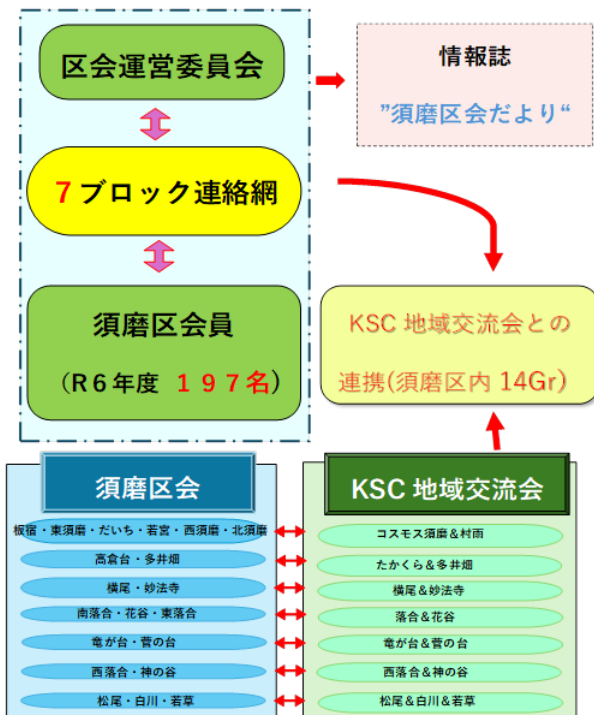 区会運営委員会
情報誌
”須磨区会だより“
7ブロック連絡網
須磨区会員
(R6年度 197名)
KSC 地域交流会との
連携(須磨区内 14Gr)
須磨区会
KSC 地域交流会
板宿・東須磨・だいち・若宮・西須磨・北須磨
コスモス須磨&村雨
高倉台・多井畑
たかくら&多井畑
横尾・妙法寺
横尾&妙法寺
南落合・花谷・東落合
落合&花谷
竜が台・菅の台
竜が台&菅の台
西落合・神の谷
西落合&神の谷
松尾・白川・若草
松尾&白川&若草